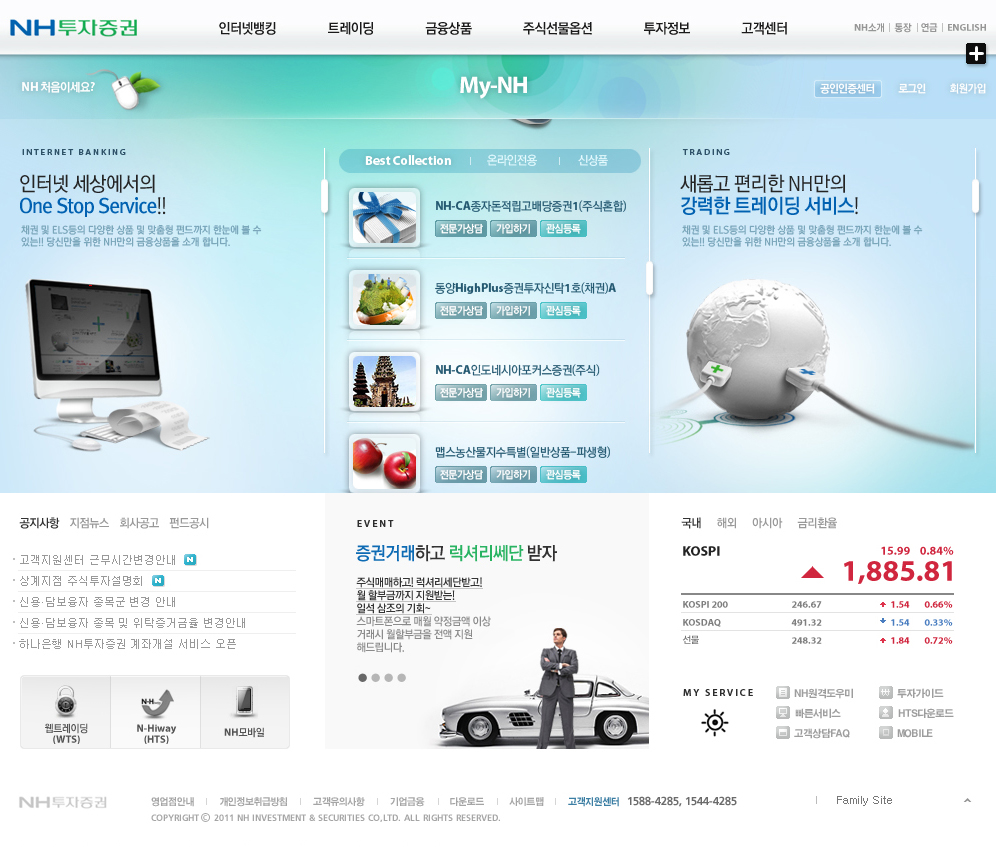 NH투자증권
인터넷뱅킹 트레이딩 금융상품 주식선물옵션 투자정보 고객센터
NH소개 통장 연금 ENGLISH
NH 처음이세요?
My-NH
공인인증센터 로그인 회원가입
INTERNET BANKING
인터넷 세상에서의
One Stop Service!!
채권 및 ELS등의 다양한 상품 및 맞춤형 펀드까지 한눈에 볼 수
있는!! 당신만을 위한 NH만의 금융상품을 소개 합니다.
Best Collection 온라인전용 신상품
NH-CA종자돈적립고배당증권1(주식혼합)
전문가상담 가입하기 관심등록
동양HighPlus증권투자신탁1호(채권)A
전문가상담 가입하기 관심등록
NH-CA인도네시아포커스증권(주식)
전문가상담 가입하기 관심등록
맵스농산물지수특별(일반상품-파생형)
전문가상담 가입하기 관심등록
TRADING
새롭고 편리한 NH만의
강력한 트레이딩 서비스!
채권 및 ELS등의 다양한 상품 및 맞춤형 펀드까지 한눈에 볼 수
있는!! 당신만을 위한 NH만의 금융상품을 소개 합니다.
공지사항 지점뉴스 회사공고 펀드공시
· 고객지원센터 근무시간변경안내 N
· 상계지점 주식투자설명회 N
· 신용·담보융자 종목군 변경 안내
· 신용·담보융자 종목 및 위탁증거금율 변경안내
· 하나은행 NH투자증권 계좌개설 서비스 오픈
웹트레이딩
(WTS)
NH
N-Hiway
(HTS)
NH모바일
EVENT
증권거래하고 럭셔리쎄단 받자
주식매매하고! 럭셔리세단받고!
월 할부금까지 지원받는!
일석 삼조의 기회~
스마트폰으로 매월 약정금액 이상
거래시 월할부금을 전액 지원
해드립니다.
국내 해외 아시아 금리환율
KOSPI 15.99 0.84%
1,885.81
KOSPI 200 246.67 1.54 0.66%
KOSDAQ 491.32 1.54 0.33%
선물 248.32 1.84 0.72%
MY SERVICE
NH원격도우미 투자가이드
빠른서비스 HTS다운로드
고객상담FAQ MOBILE
NH투자증권
영업점안내 개인정보취급방침 고객유의사항 기업금융 다운로드 사이트맵 고객지원센터 1588-4285, 1544-4285
Family Site
COPYRIGHT© 2011 NH INVESTMENT & SECURITIES CO,LTD. ALL RIGHTS RESERVED.